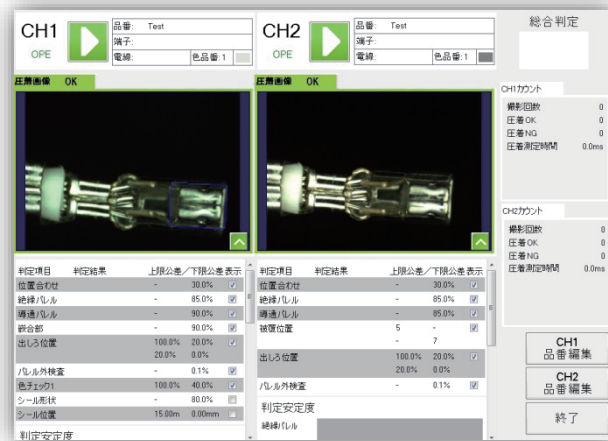 CH1
OPE
品番: Test
端子:
電線:
色品番:1
CH2
OPE
品番: Test
端子:
電線:
色品番:1
総合判定
圧着画像 OK
圧着画像 OK
CH1カウント
撮影回数 0
圧着OK 0
圧着NG 0
圧着測定時間 0.0ms
CH2カウント
撮影回数 0
圧着OK 0
圧着NG 0
圧着測定時間 0.0ms
判定項目 判定結果 上限公差/下限公差 表示
位置合わせ - 30.0%
絶縁バレル - 85.0%
導通バレル - 90.0%
嵌合部 - 90.0%
出しろ位置 100.0% 20.0%
20.0% 0.0%
バレル外検査 - 0.1%
色チェック1 100.0% 40.0%
シール形状 - 80.0%
シール位置 15.00m 0.00mm
判定安定度
判定項目 判定結果 上限公差/下限公差 表示
位置合わせ - 30.0%
絶縁バレル - 85.0%
導通バレル - 85.0%
被覆位置 5 -
- 7
出しろ位置 100.0% 20.0%
20.0% 0.0%
バレル外検査 - 0.1%
判定安定度
絶縁バレル
CH1
品番編集
CH2
品番編集
終了